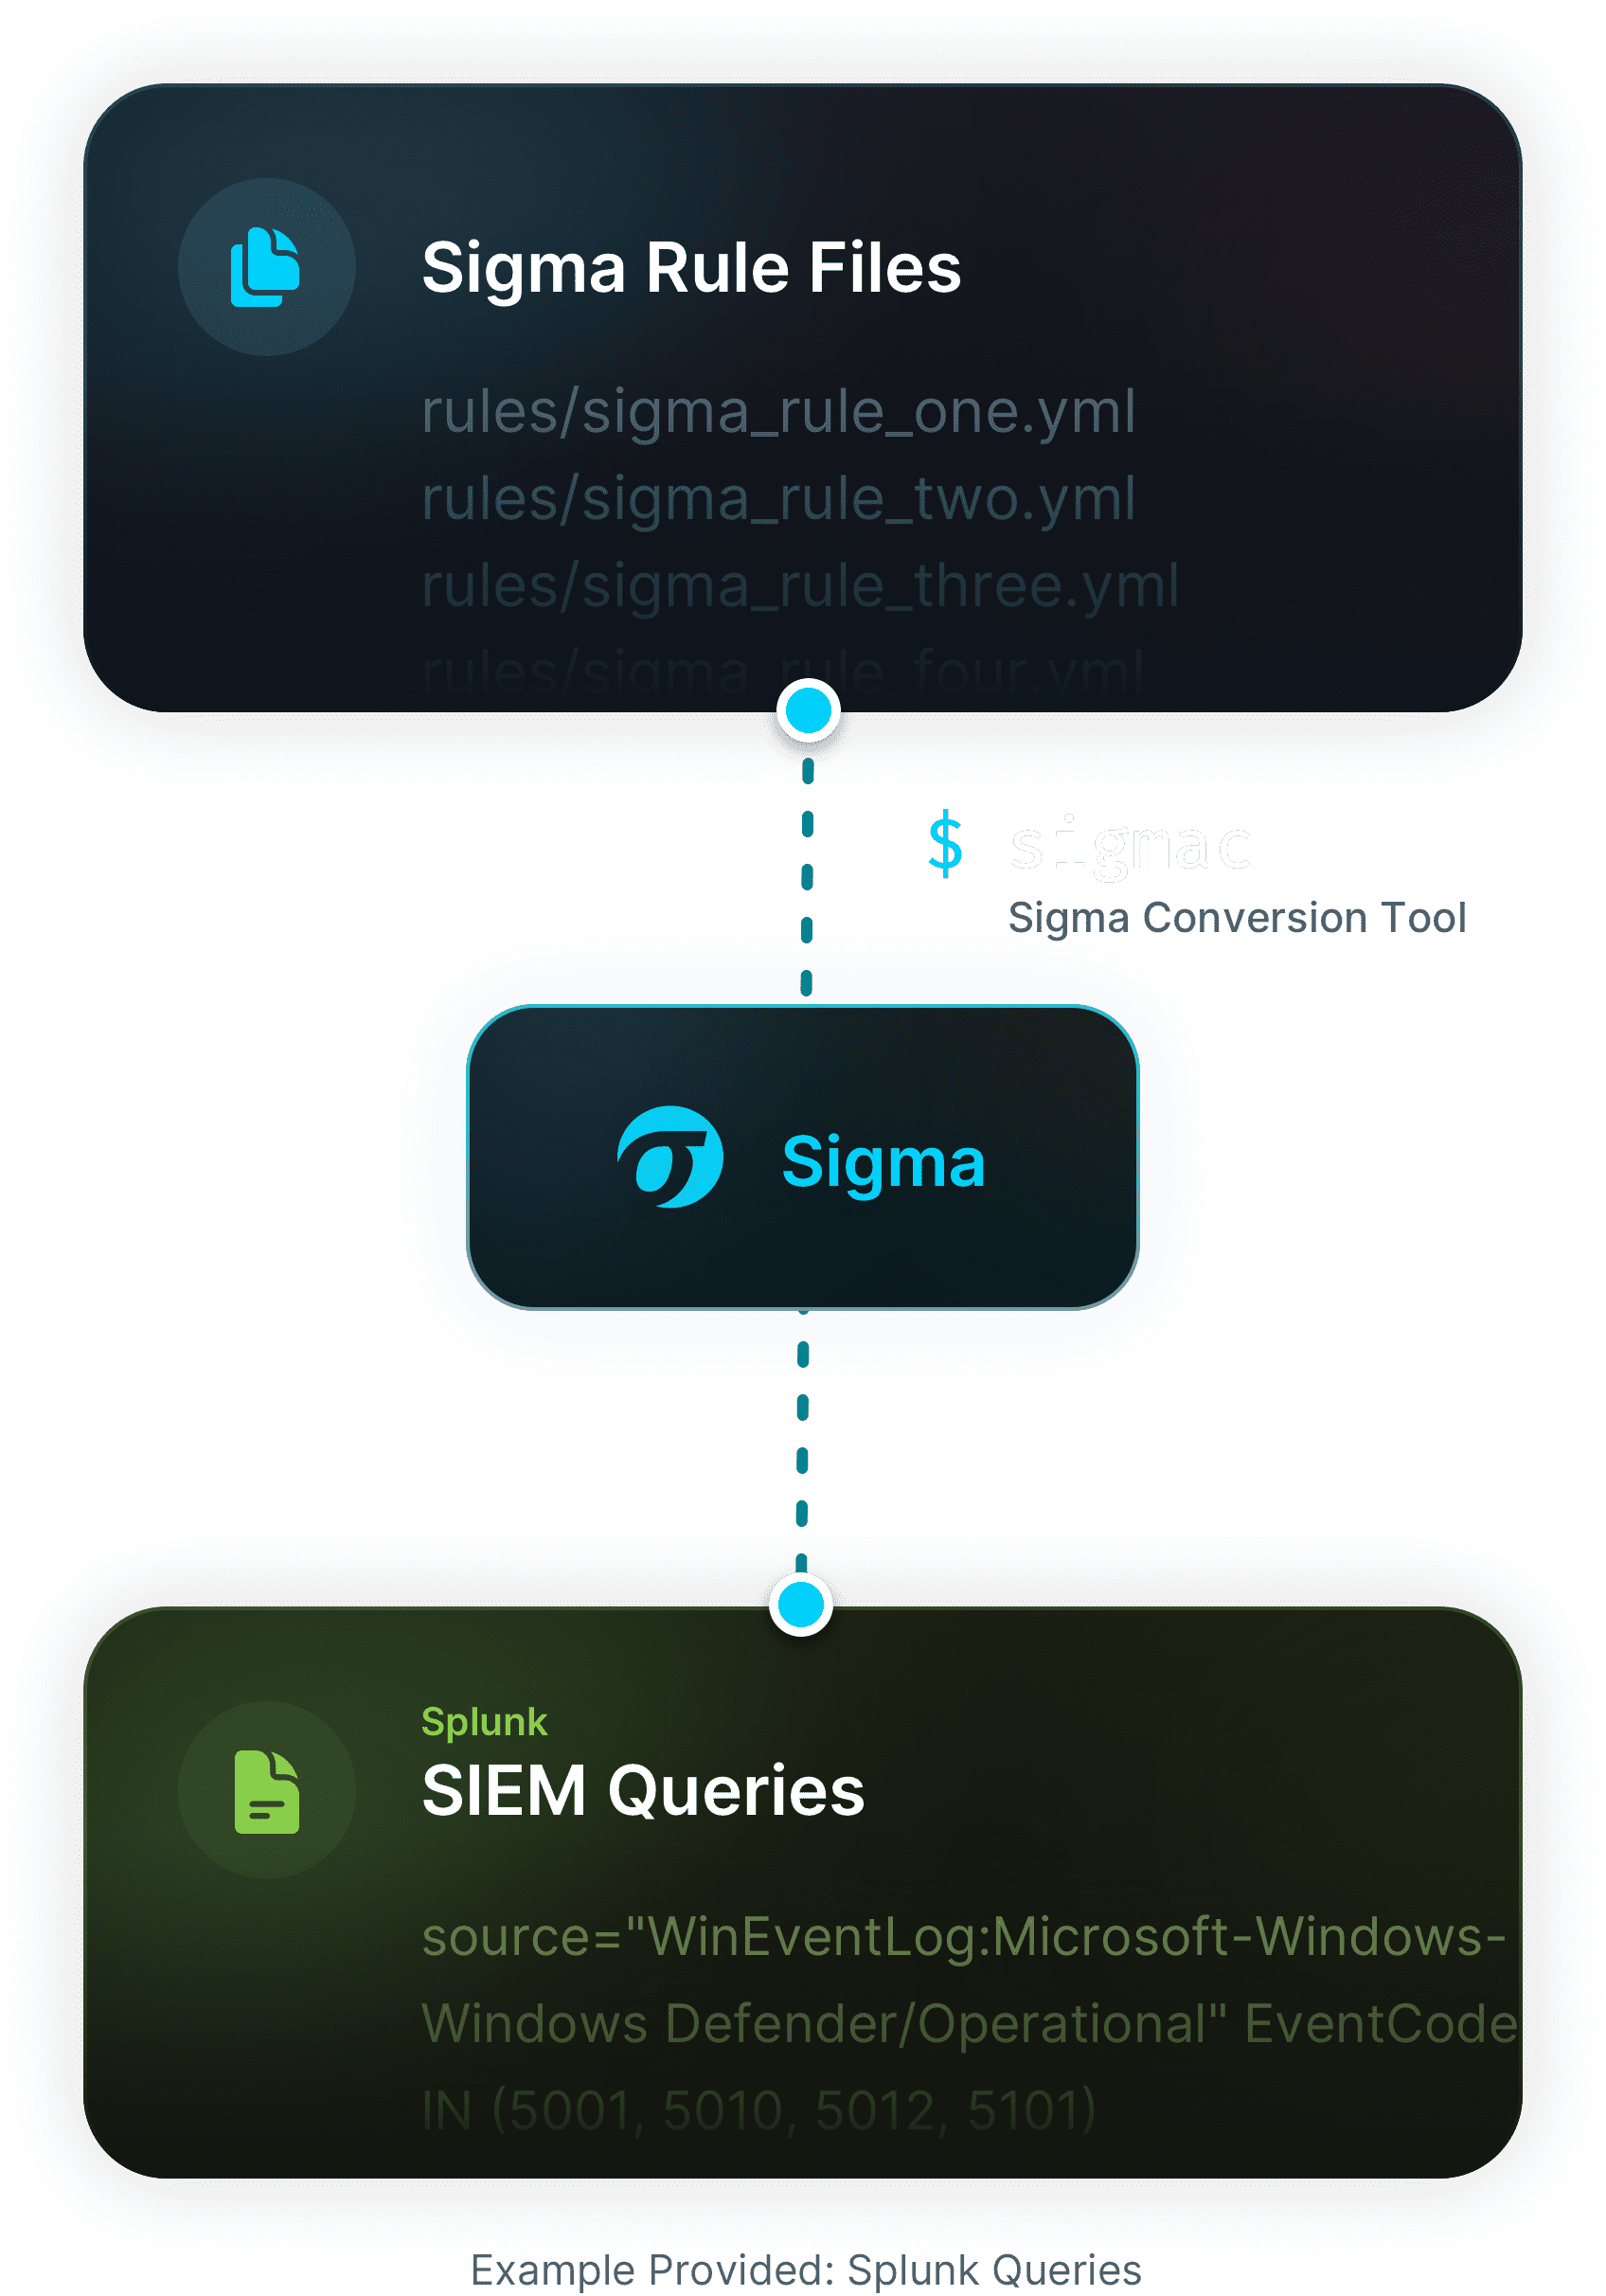 Sigma Rule Files
rules/sigma_rule_one.yml
rules/sigma_rule_two.yml
rules/sigma_rule_three.yml
rules/sigma_rule_four.yml
$ sigmac
Sigma Conversion Tool
Sigma
Splunk
SIEM Queries
source="WinEventLog:Microsoft-Windows-
Windows Defender/Operational" EventCode
IN (5001, 5010, 5012, 5101)
Example Provided: Splunk Queries